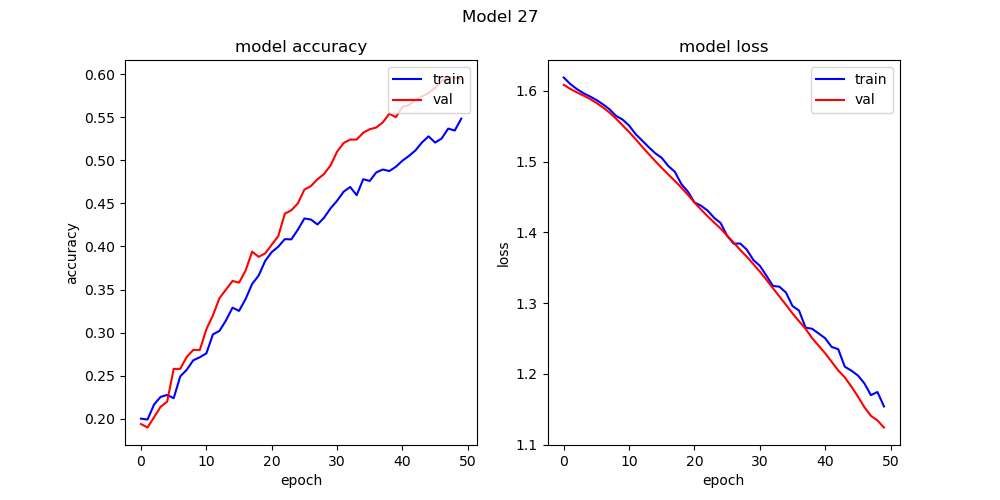 Model 27
model accuracy
0.60
0.55
0.50
0.45
0.40
0.35
0.30
0.25
0.20
accuracy
0 10 20 30 40 50
epoch
train
val
model loss
1.6
1.5
1.4
1.3
1.2
1.1
loss
0 10 20 30 40 50
epoch
train
val